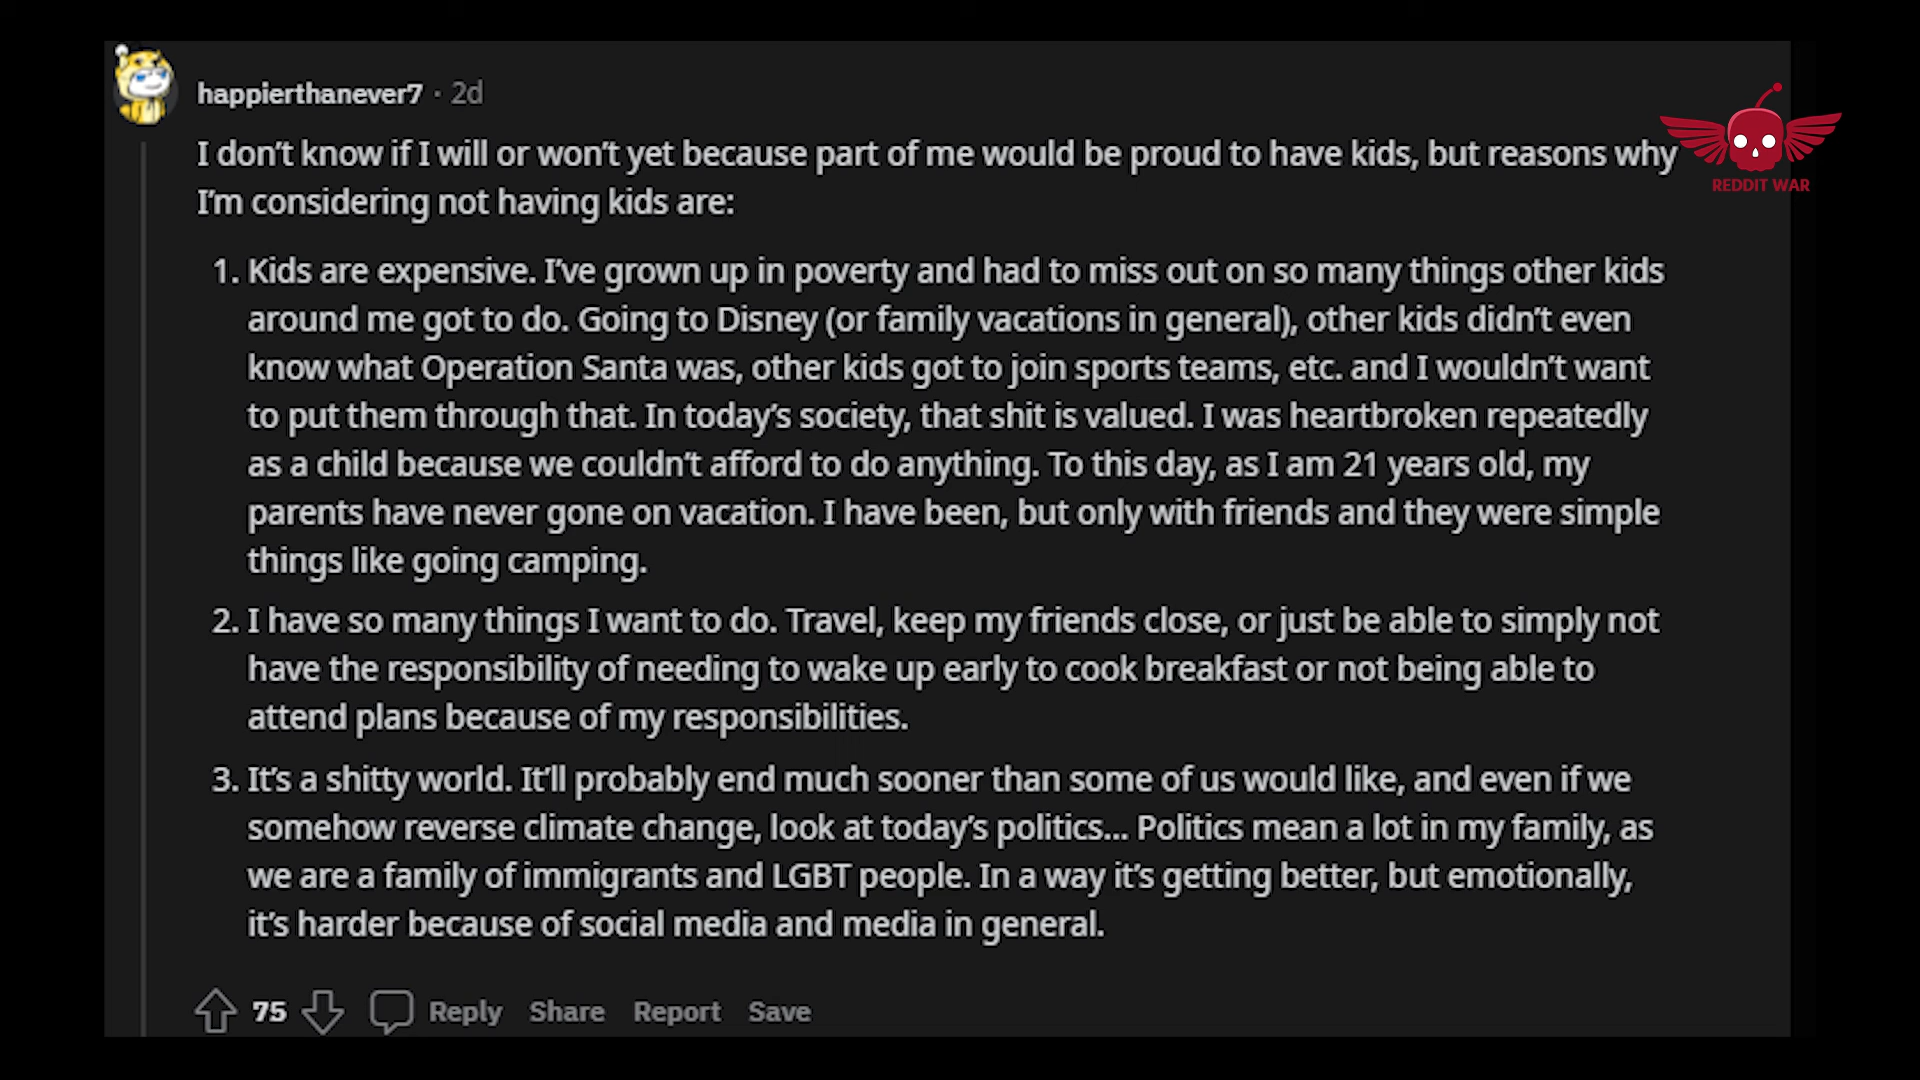 happierthanever7 · 2d
I don't know if I will or won't yet because part of me would be proud to have kids, but reasons why
I'm considering not having kids are:
1. Kids are expensive. I've grown up in poverty and had to miss out on so many things other kids
around me got to do. Going to Disney (or family vacations in general), other kids didn't even
know what Operation Santa was, other kids got to join sports teams, etc. and I wouldn't want
to put them through that. In today's society, that shit is valued. I was heartbroken repeatedly
as a child because we couldn't afford to do anything. To this day, as I am 21 years old, my
parents have never gone on vacation. I have been, but only with friends and they were simple
things like going camping.
2. I have so many things I want to do. Travel, keep my friends close, or just be able to simply not
have the responsibility of needing to wake up early to cook breakfast or not being able to
attend plans because of my responsibilities.
3. It's a shitty world. It'll probably end much sooner than some of us would like, and even if we
somehow reverse climate change, look at today's politics... Politics mean a lot in my family, as
we are a family of immigrants and LGBT people. In a way it's getting better, but emotionally,
it's harder because of social media and media in general.
75 Reply Share Report Save
REDDIT WAR